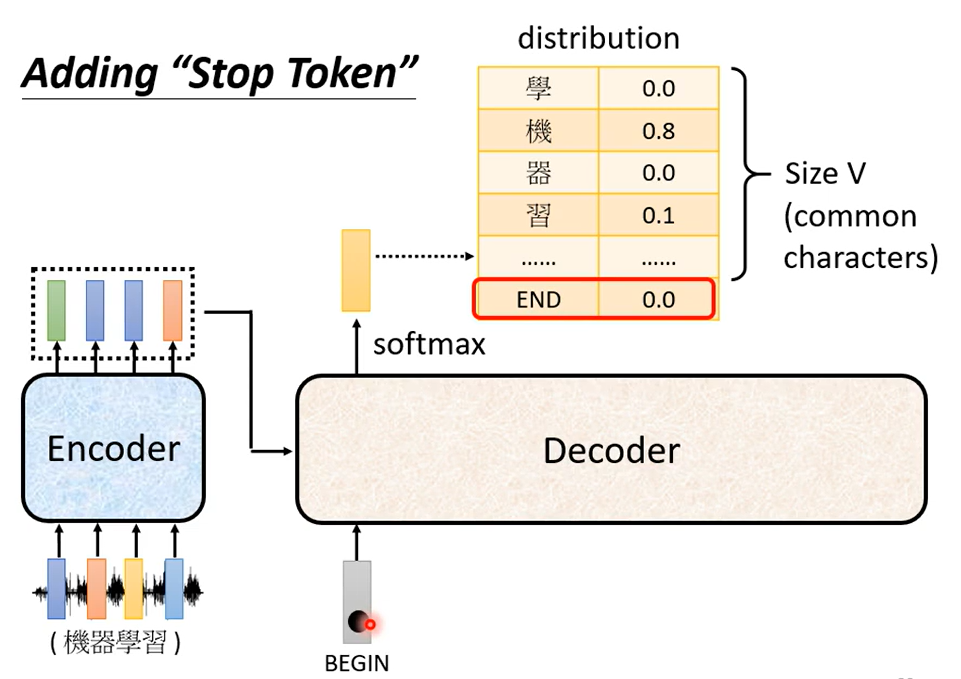 Adding “Stop Token”
distribution
學 0.0
機 0.8
器 0.0
習 0.1
...... ......
END 0.0
Size V
(common
characters)
softmax
Encoder
Decoder
( 機器學習 )
BEGIN